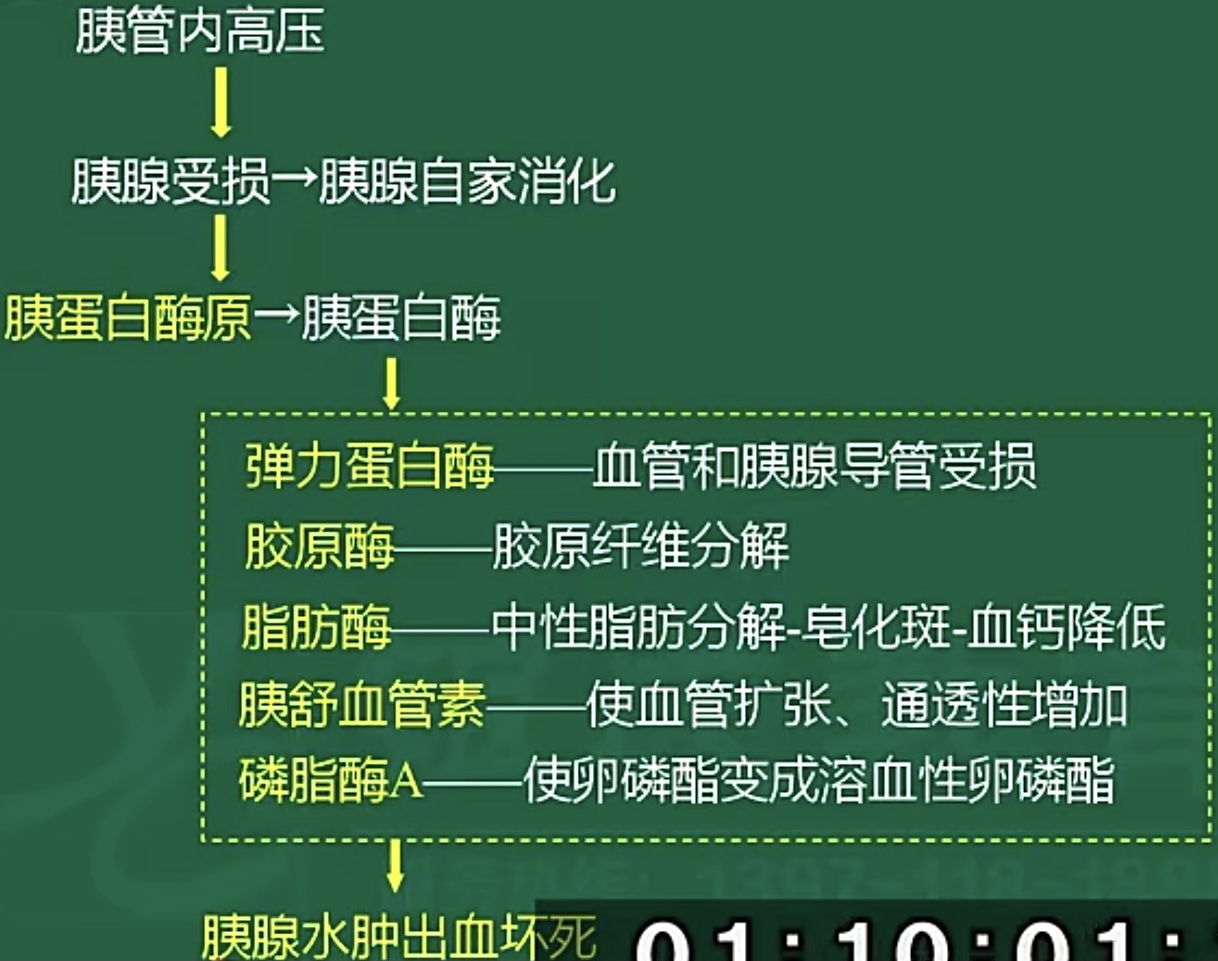 胰管内高压
胰腺受损→胰腺自家消化
胰蛋白酶原→胰蛋白酶
弹力蛋白酶——血管和胰腺导管受损
胶原酶——胶原纤维分解
脂肪酶——中性脂肪分解-皂化斑-血钙降低
胰舒血管素——使血管扩张、通透性增加
磷脂酶A——使卵磷酯变成溶血性卵磷酯
胰腺水肿出血坏死
01:10:01: